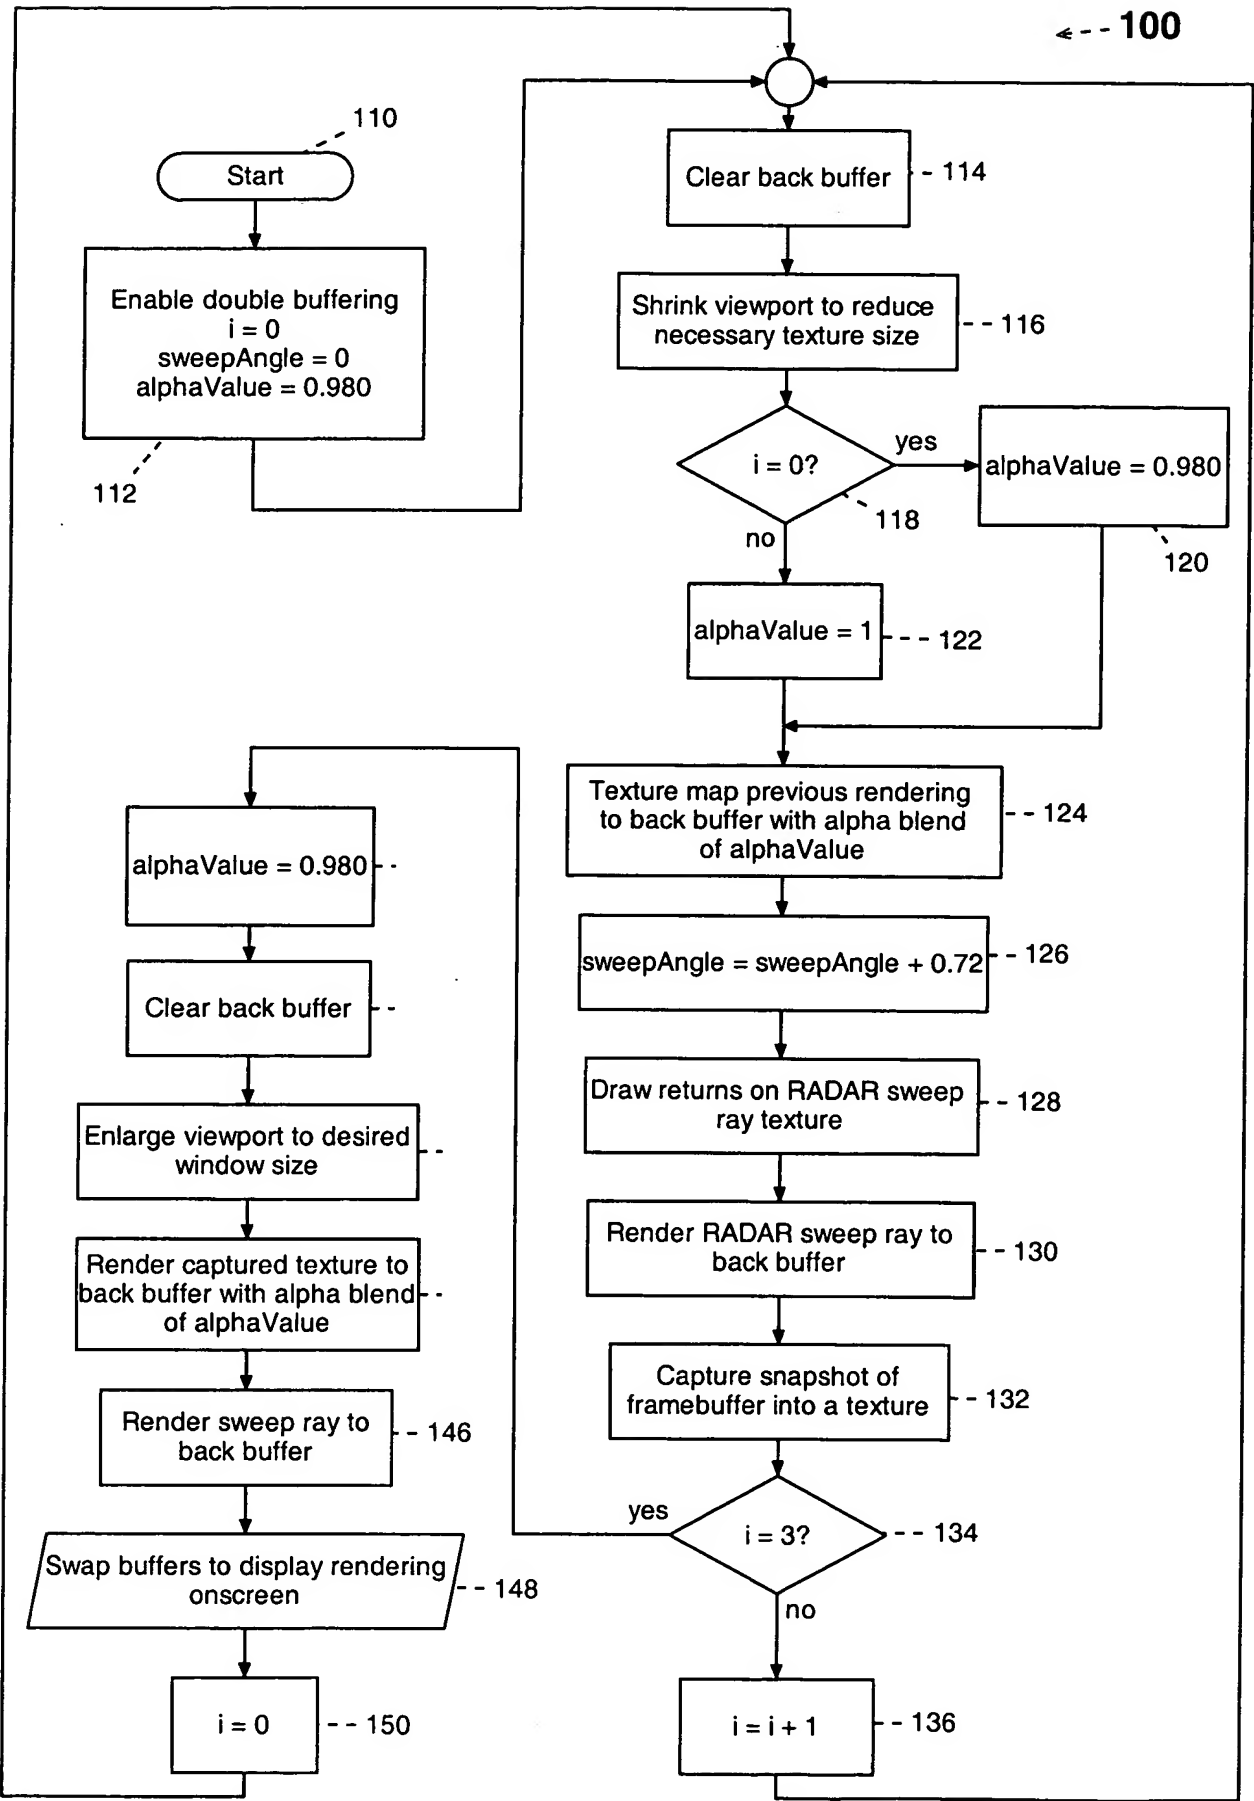 100
110
Start
Enable double buffering
i = 0
sweepAngle = 0
alphaValue = 0.980
112
Clear back buffer
114
Shrink viewport to reduce
necessary texture size
116
i = 0?
yes
118
no
alphaValue = 0.980
120
alphaValue = 1
122
Texture map previous rendering
to back buffer with alpha blend
of alphaValue
124
sweepAngle = sweepAngle + 0.72
126
Draw returns on RADAR sweep
ray texture
128
Render RADAR sweep ray to
back buffer
130
Capture snapshot of
framebuffer into a texture
132
i = 3?
yes
134
no
i = i + 1
136
alphaValue = 0.980
Clear back buffer
Enlarge viewport to desired
window size
Render captured texture to
back buffer with alpha blend
of alphaValue
Render sweep ray to
back buffer
146
Swap buffers to display rendering
onscreen
148
i = 0
150